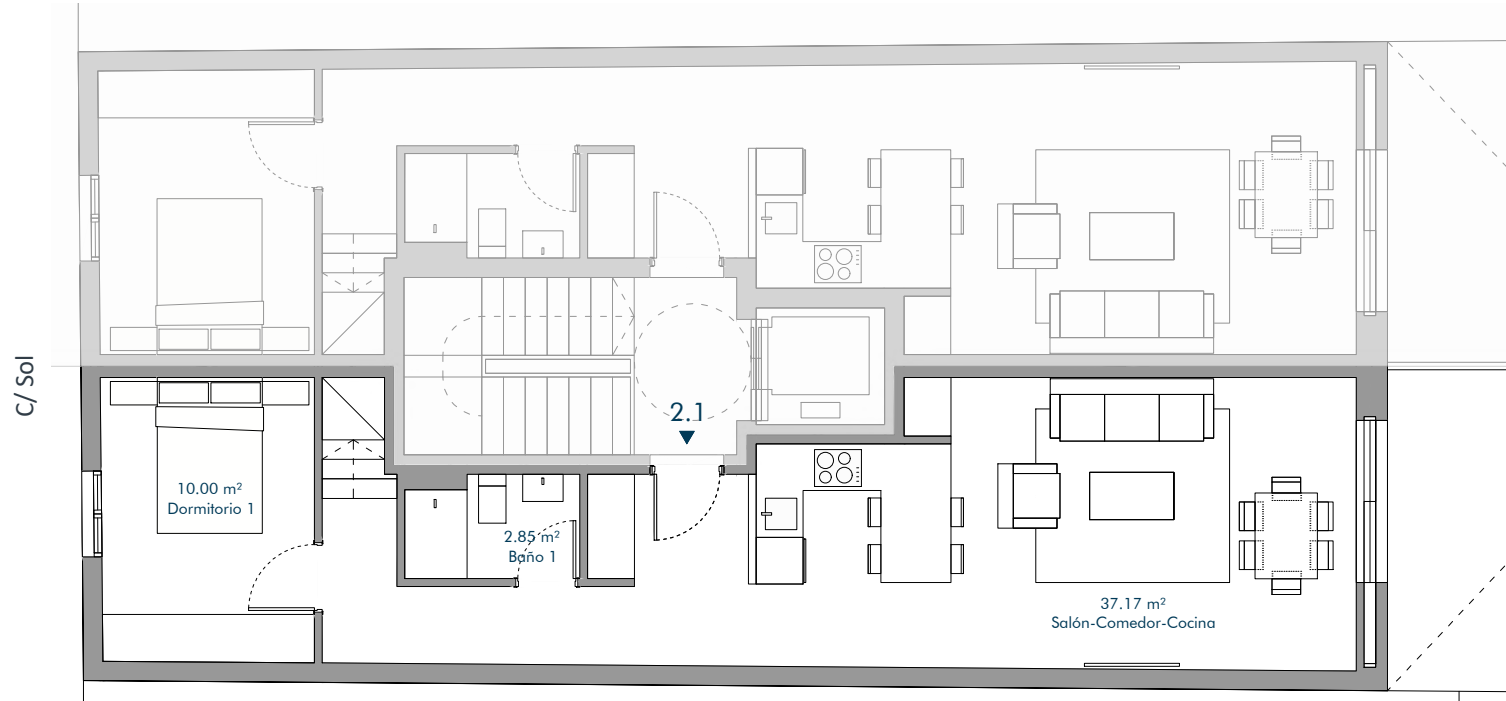 C/ Sol
2.1
10.00 m²
Dormitorio 1
2.85 m²
Baño 1
37.17 m²
Salón-Comedor-Cocina